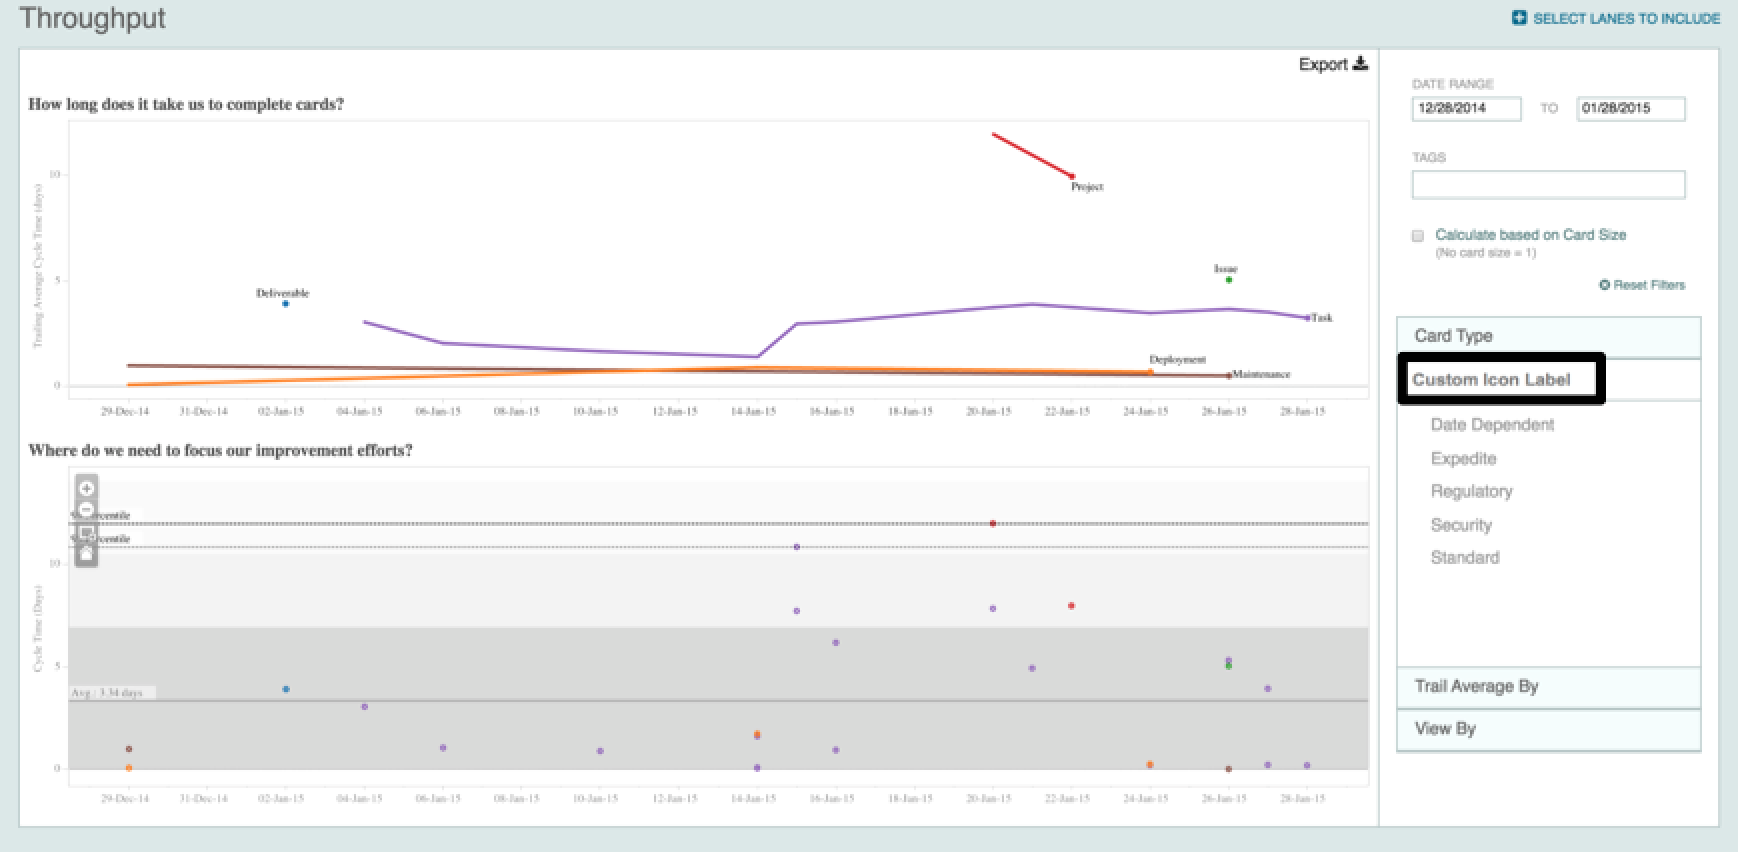 Throughput
SELECT LANES TO INCLUDE
Export
How long does it take us to complete cards?
Trailing Average Cycle Time (days)
10
5
0
Deliverable
Project
Issue
Task
Deployment
Maintenance
29-Dec-14 31-Dec-14 02-Jan-15 04-Jan-15 06-Jan-15 08-Jan-15 10-Jan-15 12-Jan-15 14-Jan-15 16-Jan-15 18-Jan-15 20-Jan-15 22-Jan-15 24-Jan-15 26-Jan-15 28-Jan-15
Where do we need to focus our improvement efforts?
Cycle Time (Days)
10
5
0
Avg.: 3.34 days
29-Dec-14 31-Dec-14 02-Jan-15 04-Jan-15 06-Jan-15 08-Jan-15 10-Jan-15 12-Jan-15 14-Jan-15 16-Jan-15 18-Jan-15 20-Jan-15 22-Jan-15 24-Jan-15 26-Jan-15 28-Jan-15
DATE RANGE
12/28/2014 TO 01/28/2015
TAGS
Calculate based on Card Size
(No card size = 1)
Reset Filters
Card Type
Custom Icon Label
Date Dependent
Expedite
Regulatory
Security
Standard
Trail Average By
View By